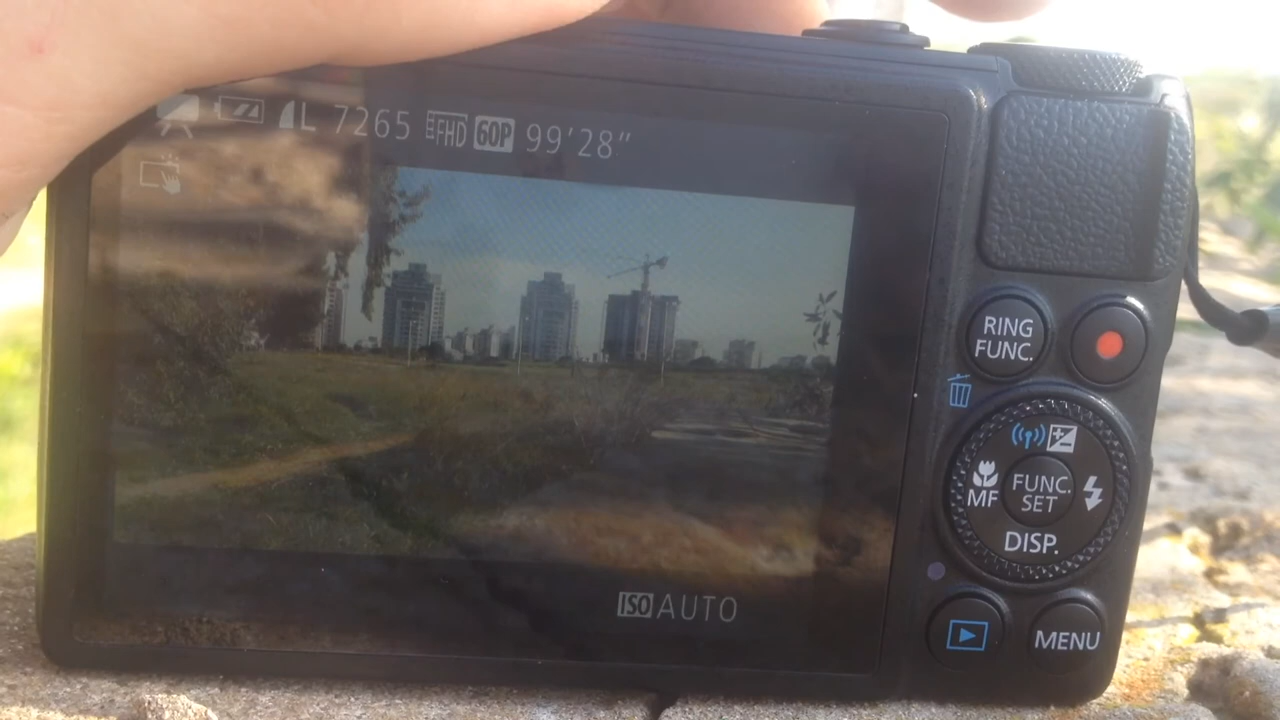 L 7265 FHD 60P 99'28"
RING
FUNC.
MF
FUNC.
SET
DISP.
ISO AUTO
MENU